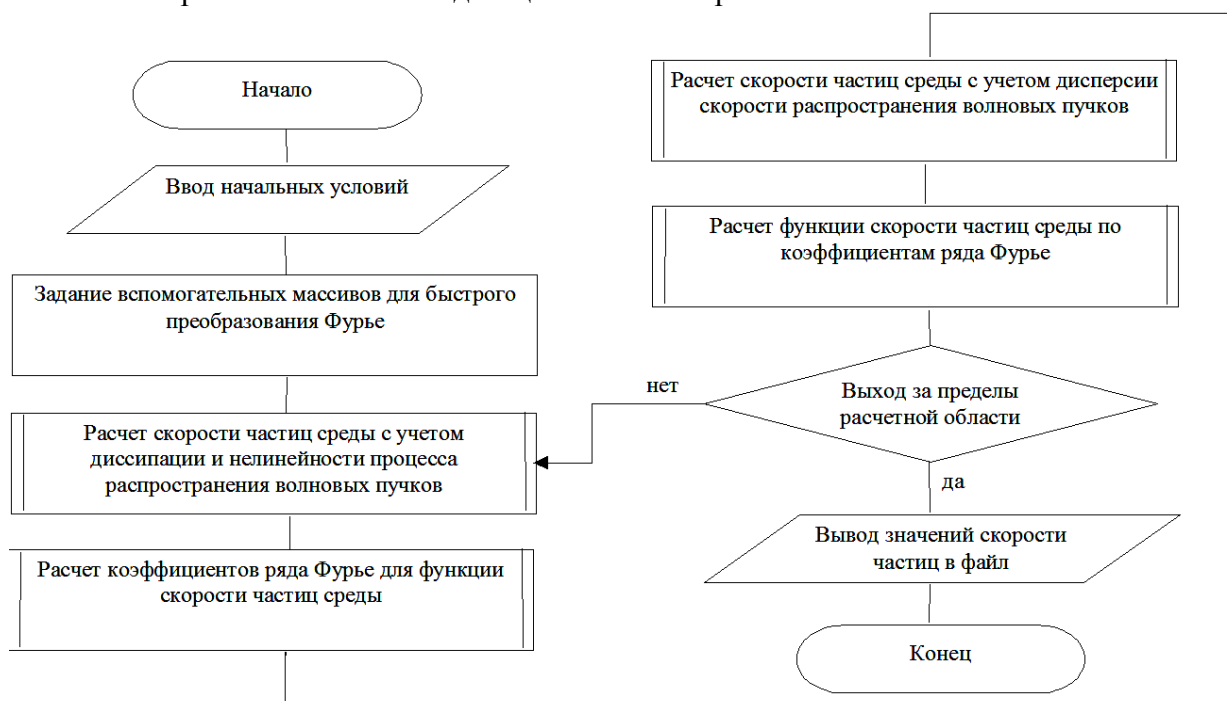 Начало
Ввод начальных условий
Задание вспомогательных массивов для быстрого
преобразования Фурье
Расчет скорости частиц среды с учетом
диссипации и нелинейности процесса
распространения волновых пучков
Расчет коэффициентов ряда Фурье для функции
скорости частиц среды
Расчет скорости частиц среды с учетом дисперсии
скорости распространения волновых пучков
Расчет функции скорости частиц среды по
коэффициентам ряда Фурье
нет
Выход за пределы
расчетной области
да
Вывод значений скорости
частиц в файл
Конец